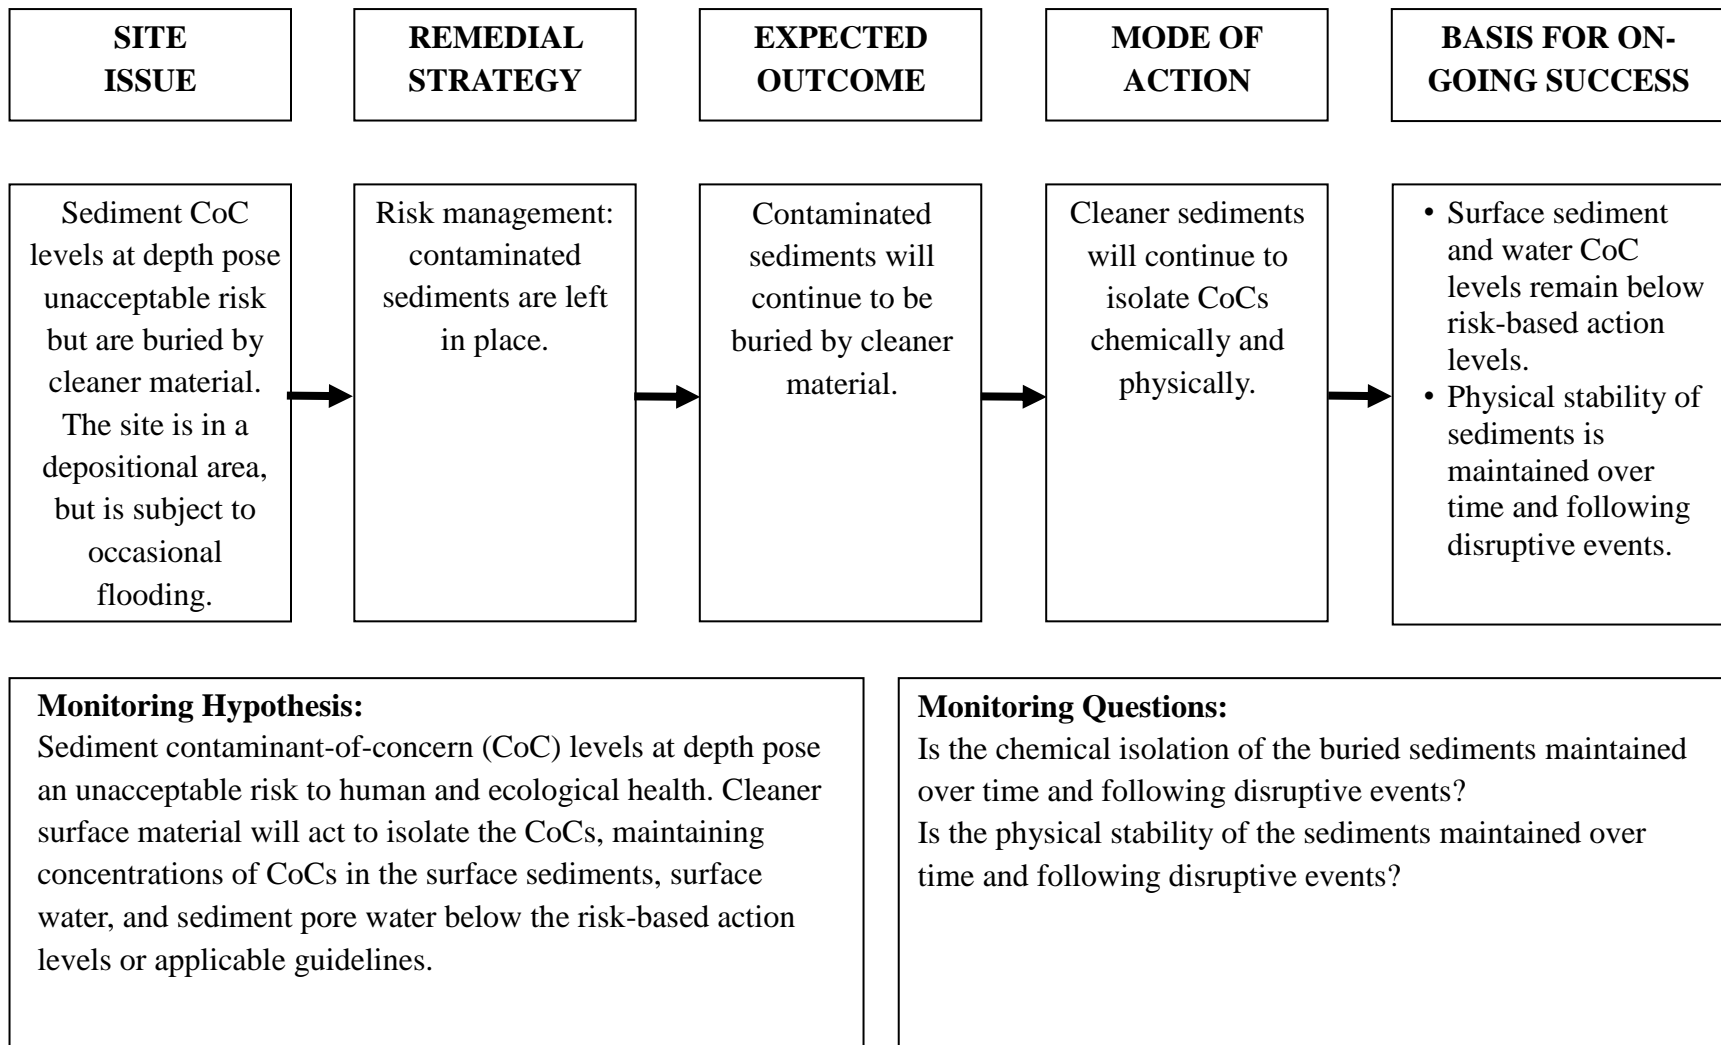 SITE
ISSUE
REMEDIAL
STRATEGY
EXPECTED
OUTCOME
MODE OF
ACTION
BASIS FOR ON-
GOING SUCCESS
Sediment CoC
levels at depth pose
unacceptable risk
but are buried by
cleaner material.
The site is in a
depositional area,
but is subject to
occasional
flooding.
Risk management:
contaminated
sediments are left
in place.
Contaminated
sediments will
continue to be
buried by cleaner
material.
Cleaner sediments
will continue to
isolate CoCs
chemically and
physically.
• Surface sediment
and water CoC
levels remain below
risk-based action
levels.
• Physical stability of
sediments is
maintained over
time and following
disruptive events.
Monitoring Hypothesis:
Sediment contaminant-of-concern (CoC) levels at depth pose
an unacceptable risk to human and ecological health. Cleaner
surface material will act to isolate the CoCs, maintaining
concentrations of CoCs in the surface sediments, surface
water, and sediment pore water below the risk-based action
levels or applicable guidelines.
Monitoring Questions:
Is the chemical isolation of the buried sediments maintained
over time and following disruptive events?
Is the physical stability of the sediments maintained over
time and following disruptive events?